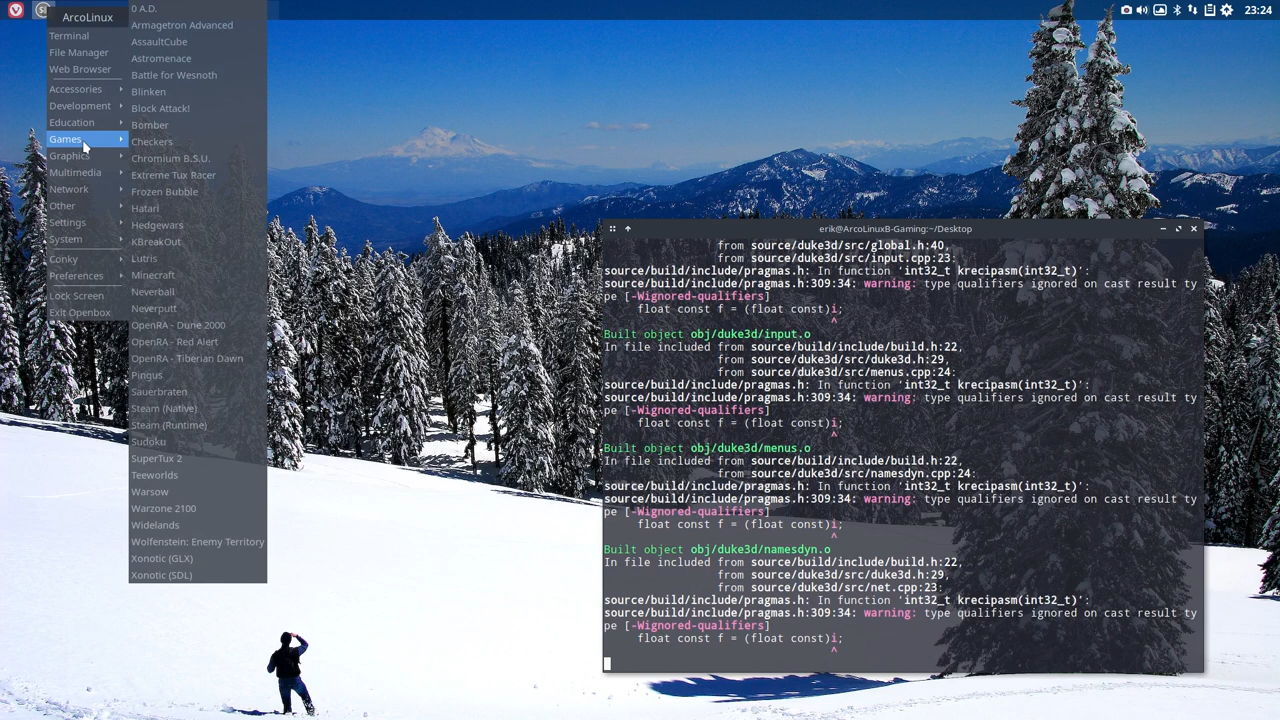 23:24
ArcoLinux
Terminal
File Manager
Web Browser
Accessories
Development
Education
Games
Graphics
Multimedia
Network
Other
Settings
System
Conky
Preferences
Lock Screen
Exit Openbox
0 A.D.
Armagetron Advanced
AssaultCube
Astromenace
Battle for Wesnoth
Blinken
Block Attack!
Bomber
Checkers
Chromium B.S.U.
Extreme Tux Racer
Frozen Bubble
Hatari
Hedgewars
KBreakOut
Lutris
Minecraft
Neverball
Neverputt
OpenRA - Dune 2000
OpenRA - Red Alert
OpenRA - Tiberian Dawn
Pingus
Sauerbraten
Steam (Native)
Steam (Runtime)
Sudoku
SuperTux 2
Teeworlds
Warsow
Warzone 2100
Widelands
Wolfenstein: Enemy Territory
Xonotic (GLX)
Xonotic (SDL)
erik@ArcoLinuxB-Gaming:~/Desktop
from source/duke3d/src/global.h:40,
from source/duke3d/src/input.cpp:23:
source/build/include/pragmas.h: In function ‘int32_t krecipasm(int32_t)’:
source/build/include/pragmas.h:309:34: warning: type qualifiers ignored on cast result ty
pe [-Wignored-qualifiers]
float const f = (float const)i;
^
Built object obj/duke3d/input.o
In file included from source/build/include/build.h:22,
from source/duke3d/src/duke3d.h:29,
from source/duke3d/src/menus.cpp:24:
source/build/include/pragmas.h: In function ‘int32_t krecipasm(int32_t)’:
source/build/include/pragmas.h:309:34: warning: type qualifiers ignored on cast result ty
pe [-Wignored-qualifiers]
float const f = (float const)i;
^
Built object obj/duke3d/menus.o
In file included from source/build/include/build.h:22,
from source/duke3d/src/namesdyn.cpp:24:
source/build/include/pragmas.h: In function ‘int32_t krecipasm(int32_t)’:
source/build/include/pragmas.h:309:34: warning: type qualifiers ignored on cast result ty
pe [-Wignored-qualifiers]
float const f = (float const)i;
^
Built object obj/duke3d/namesdyn.o
In file included from source/build/include/build.h:22,
from source/duke3d/src/duke3d.h:29,
from source/duke3d/src/net.cpp:23:
source/build/include/pragmas.h: In function ‘int32_t krecipasm(int32_t)’:
source/build/include/pragmas.h:309:34: warning: type qualifiers ignored on cast result ty
pe [-Wignored-qualifiers]
float const f = (float const)i;
^